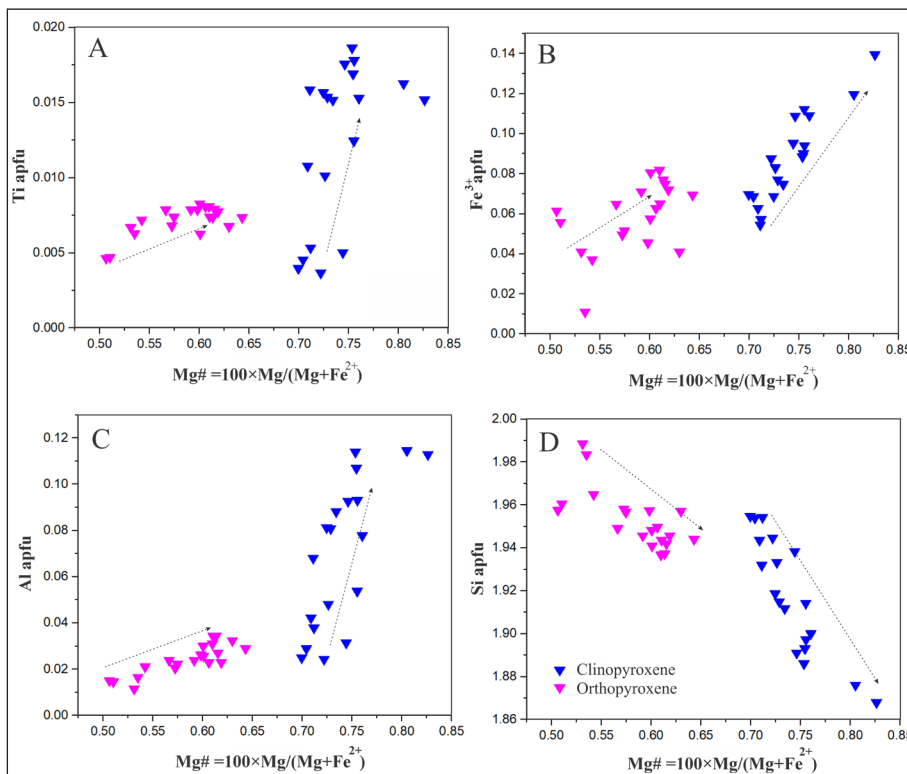 A
Ti apfu
0.020
0.015
0.010
0.005
0.000
0.50 0.55 0.60 0.65 0.70 0.75 0.80 0.85
Mg# =100×Mg/(Mg+Fe²⁺)
B
Fe³⁺ apfu
0.14
0.12
0.10
0.08
0.06
0.04
0.02
0.00
0.50 0.55 0.60 0.65 0.70 0.75 0.80 0.85
Mg# =100×Mg/(Mg+Fe²⁺)
C
Al apfu
0.12
0.10
0.08
0.06
0.04
0.02
0.00
0.50 0.55 0.60 0.65 0.70 0.75 0.80 0.85
Mg# =100×Mg/(Mg+Fe²⁺)
D
Si apfu
2.00
1.98
1.96
1.94
1.92
1.90
1.88
1.86
Clinopyroxene
Orthopyroxene
0.50 0.55 0.60 0.65 0.70 0.75 0.80 0.85
Mg# =100×Mg/(Mg+Fe²⁺)